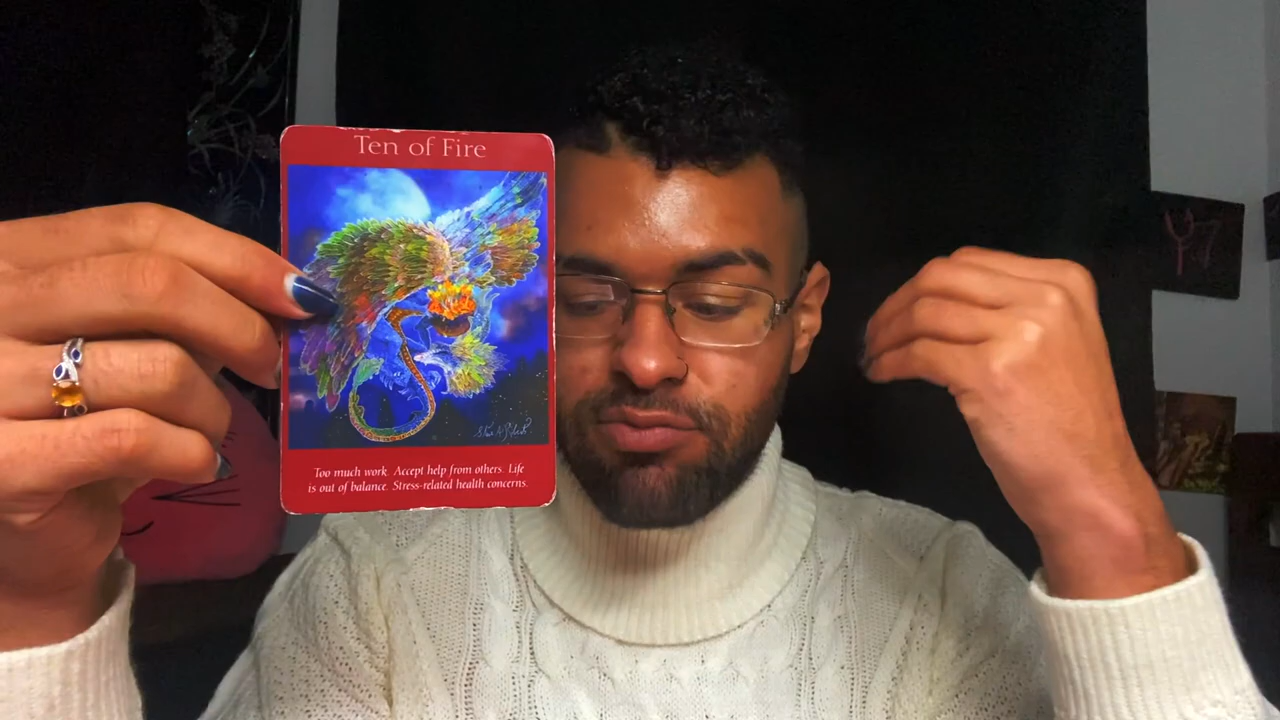 Ten of Fire
Too much work. Accept help from others. Life
is out of balance. Stress-related health concerns.